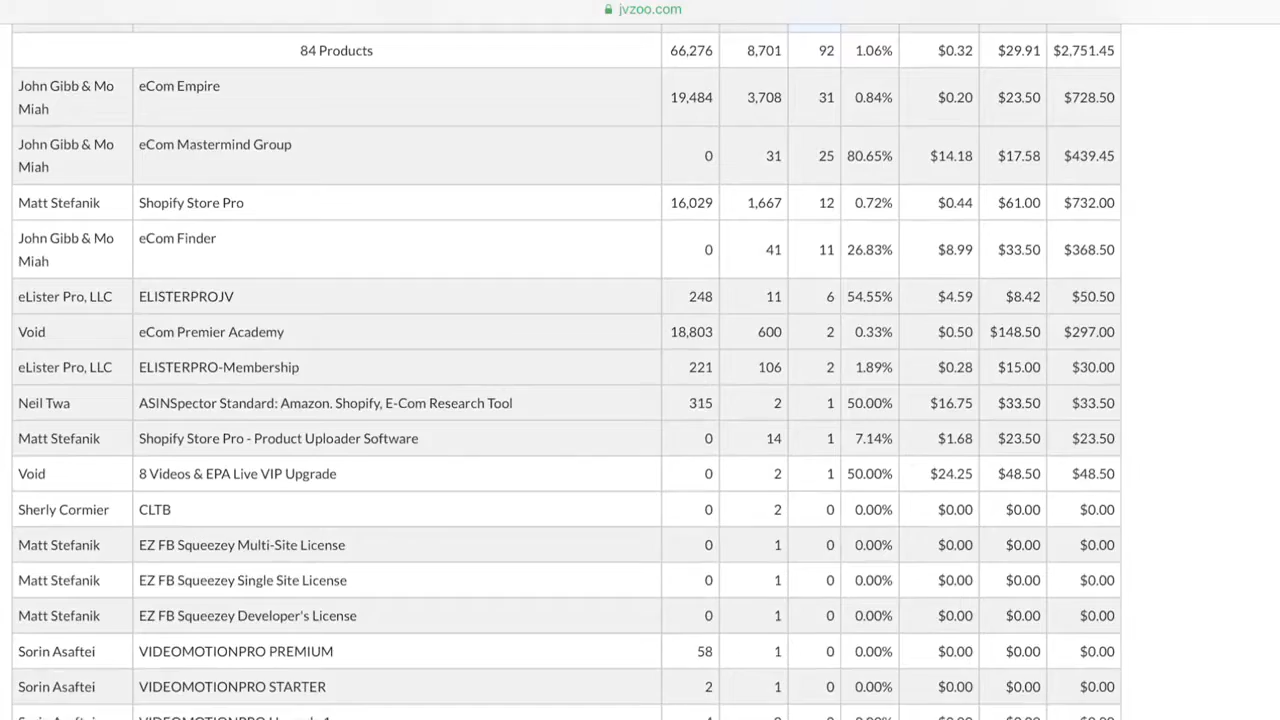 jvzoo.com
84 Products 66,276 8,701 92 1.06% $0.32 $29.91 $2,751.45
John Gibb & Mo Miah eCom Empire 19,484 3,708 31 0.84% $0.20 $23.50 $728.50
John Gibb & Mo Miah eCom Mastermind Group 0 31 25 80.65% $14.18 $17.58 $439.45
Matt Stefanik Shopify Store Pro 16,029 1,667 12 0.72% $0.44 $61.00 $732.00
John Gibb & Mo Miah eCom Finder 0 41 11 26.83% $8.99 $33.50 $368.50
eLister Pro, LLC ELISTERPROJV 248 11 6 54.55% $4.59 $8.42 $50.50
Void eCom Premier Academy 18,803 600 2 0.33% $0.50 $148.50 $297.00
eLister Pro, LLC ELISTERPRO-Membership 221 106 2 1.89% $0.28 $15.00 $30.00
Neil Twa ASINSpector Standard: Amazon. Shopify, E-Com Research Tool 315 2 1 50.00% $16.75 $33.50 $33.50
Matt Stefanik Shopify Store Pro - Product Uploader Software 0 14 1 7.14% $1.68 $23.50 $23.50
Void 8 Videos & EPA Live VIP Upgrade 0 2 1 50.00% $24.25 $48.50 $48.50
Sherly Cormier CLTB 0 2 0 0.00% $0.00 $0.00 $0.00
Matt Stefanik EZ FB Squeezey Multi-Site License 0 1 0 0.00% $0.00 $0.00 $0.00
Matt Stefanik EZ FB Squeezey Single Site License 0 1 0 0.00% $0.00 $0.00 $0.00
Matt Stefanik EZ FB Squeezey Developer's License 0 1 0 0.00% $0.00 $0.00 $0.00
Sorin Asaftei VIDEOMOTIONPRO PREMIUM 58 1 0 0.00% $0.00 $0.00 $0.00
Sorin Asaftei VIDEOMOTIONPRO STARTER 2 1 0 0.00% $0.00 $0.00 $0.00